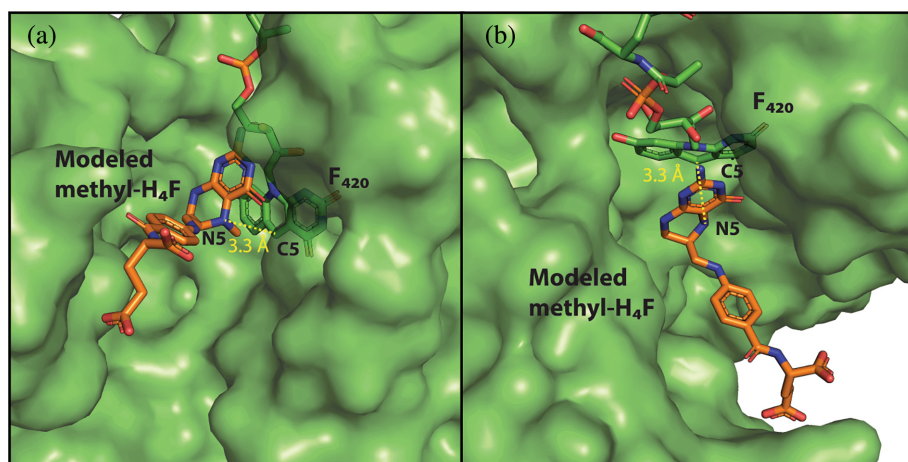 (a)
Modeled
methyl-H₄F
F₄₂₀
N5
3.3 Å
C5
(b)
F₄₂₀
3.3 Å
C5
N5
Modeled
methyl-H₄F